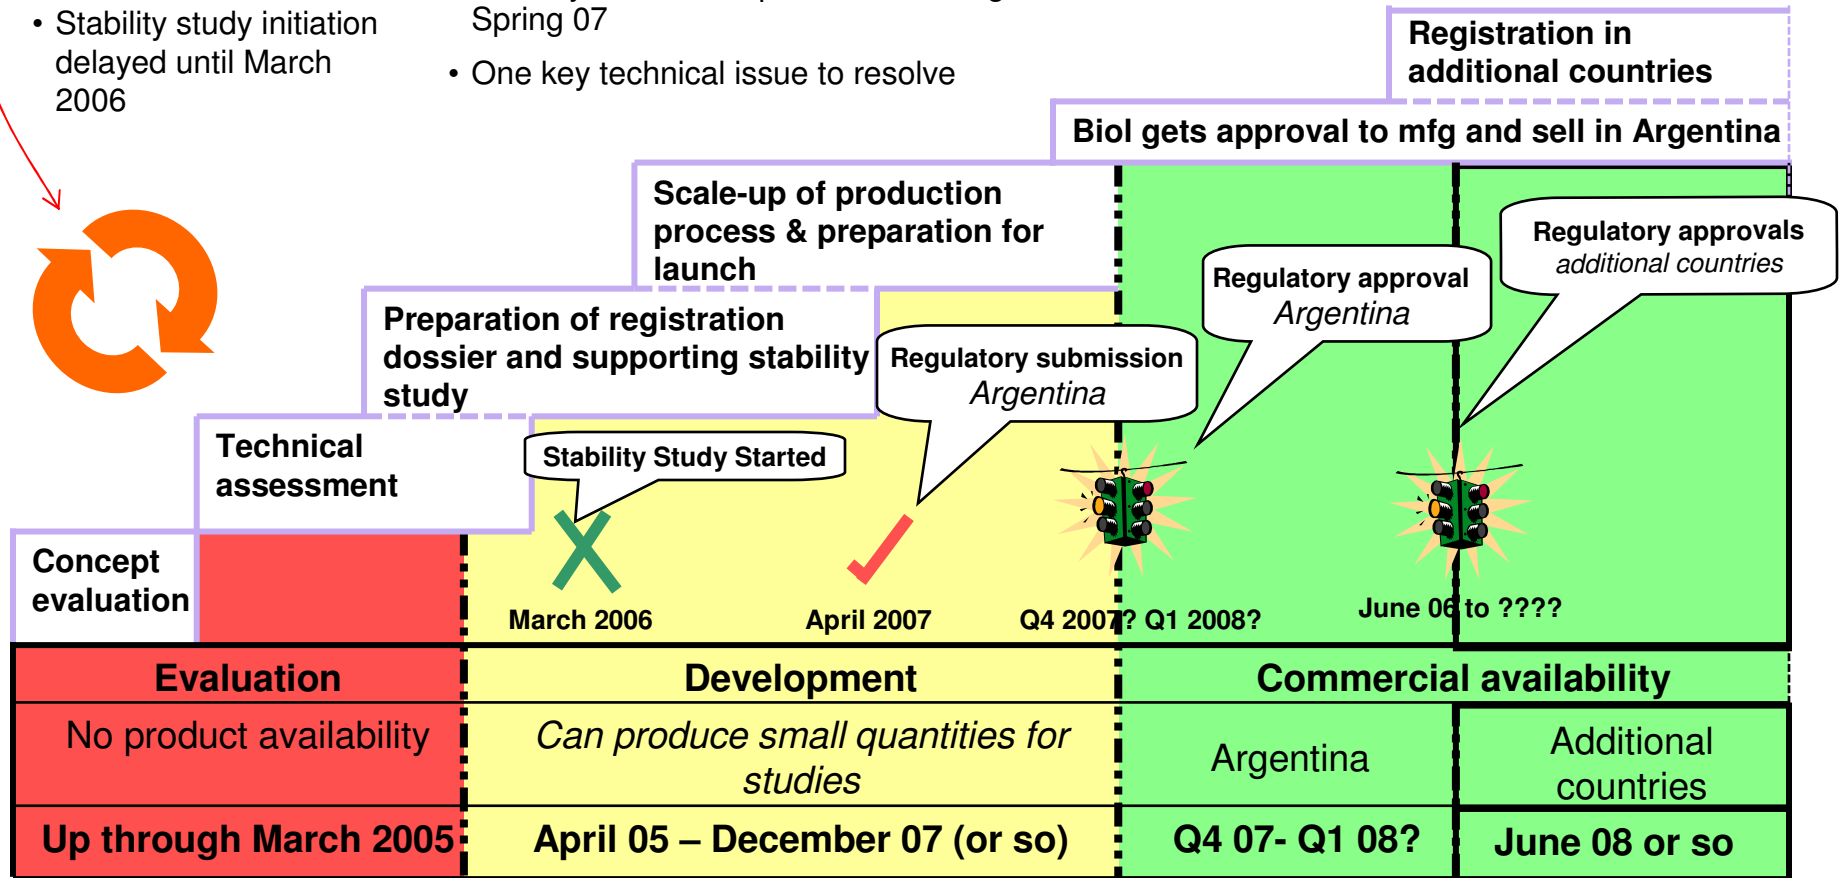 • Stability study initiation
delayed until March
2006
Spring 07
• One key technical issue to resolve
Registration in
additional countries
Biol gets approval to mfg and sell in Argentina
Scale-up of production
process & preparation for
launch
Regulatory approvals
additional countries
Regulatory approval
Argentina
Preparation of registration
dossier and supporting stability
study
Regulatory submission
Argentina
Technical
assessment
Stability Study Started
Concept
evaluation
March 2006
April 2007
Q4 2007? Q1 2008?
June 06 to ????
Evaluation
Development
Commercial availability
No product availability
Can produce small quantities for
studies
Argentina
Additional
countries
Up through March 2005
April 05 – December 07 (or so)
Q4 07- Q1 08?
June 08 or so